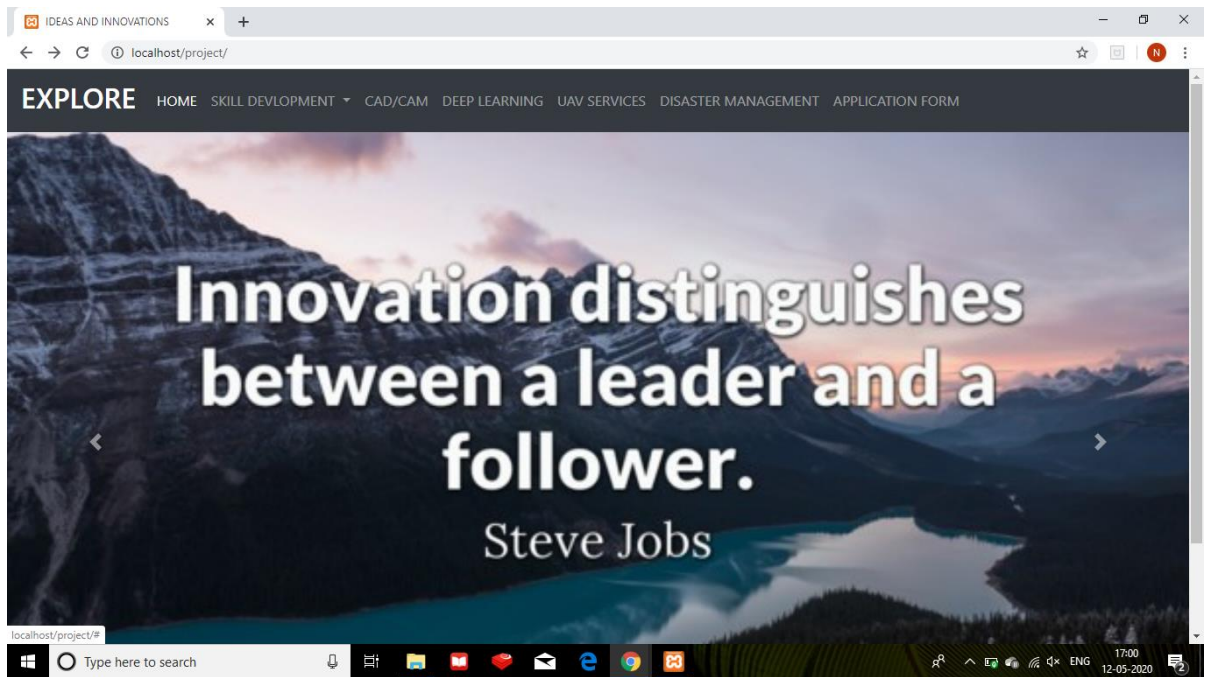 IDEAS AND INNOVATIONS
localhost/project/
N
EXPLORE HOME SKILL DEVLOPMENT CAD/CAM DEEP LEARNING UAV SERVICES DISASTER MANAGEMENT APPLICATION FORM
Innovation distinguishes
between a leader and a
follower.
Steve Jobs
localhost/project/#
Type here to search
ENG
17:00
12-05-2020
2